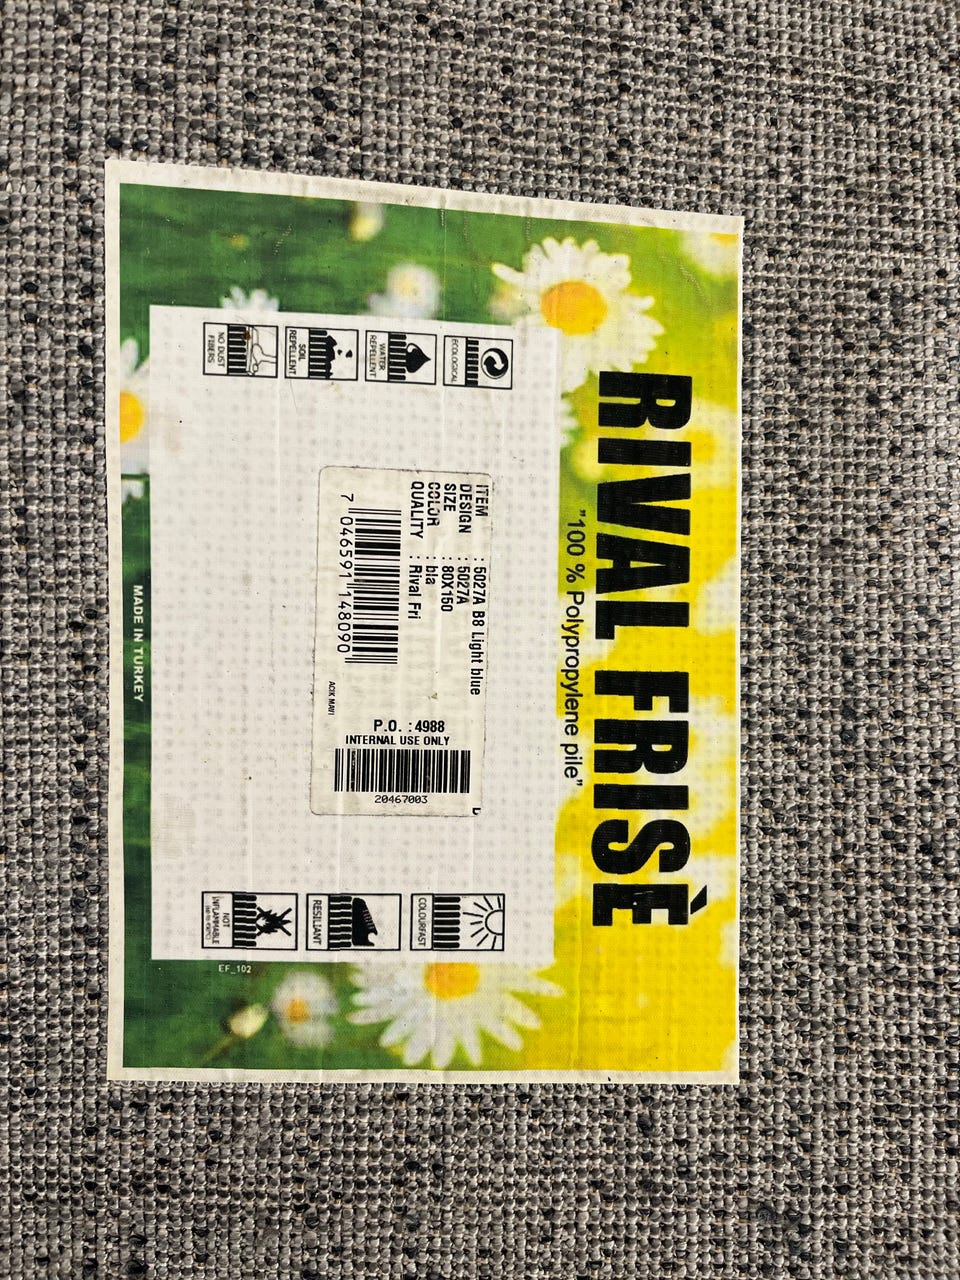 RIVAL FRISÈ
"100 % Polypropylene pile"
ECOLOGICAL
WATER
REPELLENT
SOIL
REPELLENT
NO DUST
FIBERS
ITEM : 5027A B8 Light blue
DESIGN : 5027A
SIZE : 80X150
COLOR : bla
QUALITY : Rival Fri
7 046591 148090
ACIK MAVI
P.O. : 4988
INTERNAL USE ONLY
20467003
COLOURFAST
RESILIANT
NOT
INFLAMMABLE
EF_102
MADE IN TURKEY